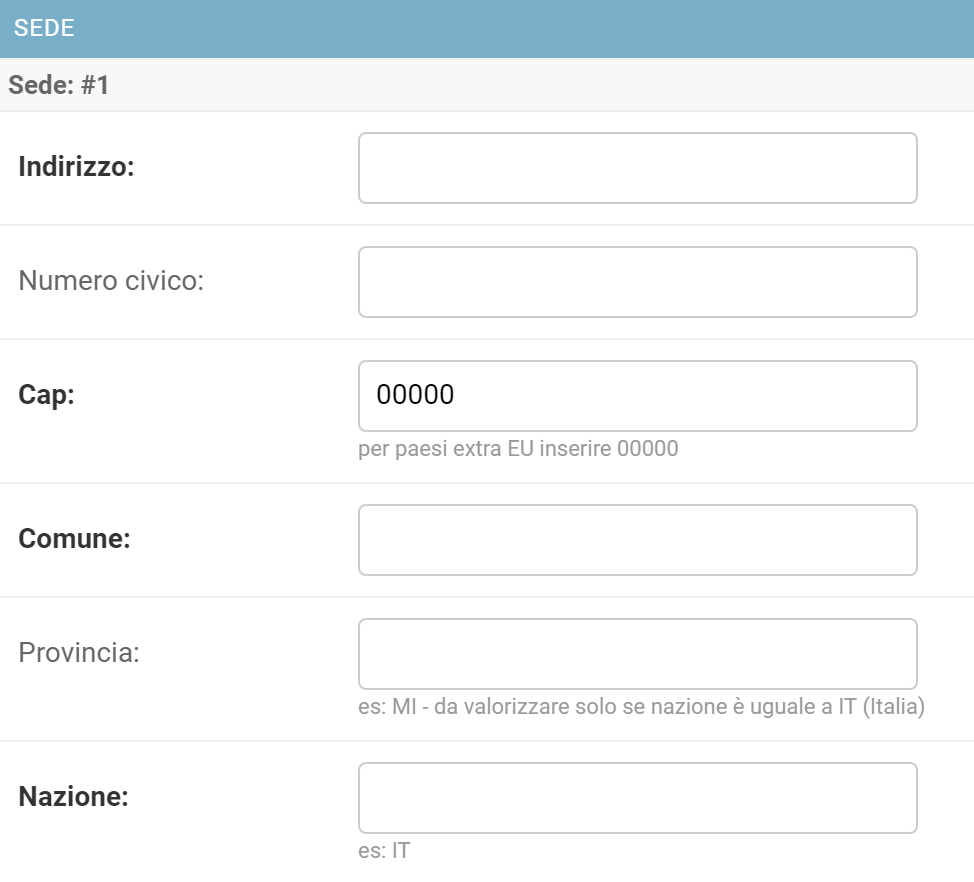 SEDE
Sede: #1
Indirizzo:
Numero civico:
Cap:
00000
per paesi extra EU inserire 00000
Comune:
Provincia:
es: MI - da valorizzare solo se nazione è uguale a IT (Italia)
Nazione:
es: IT